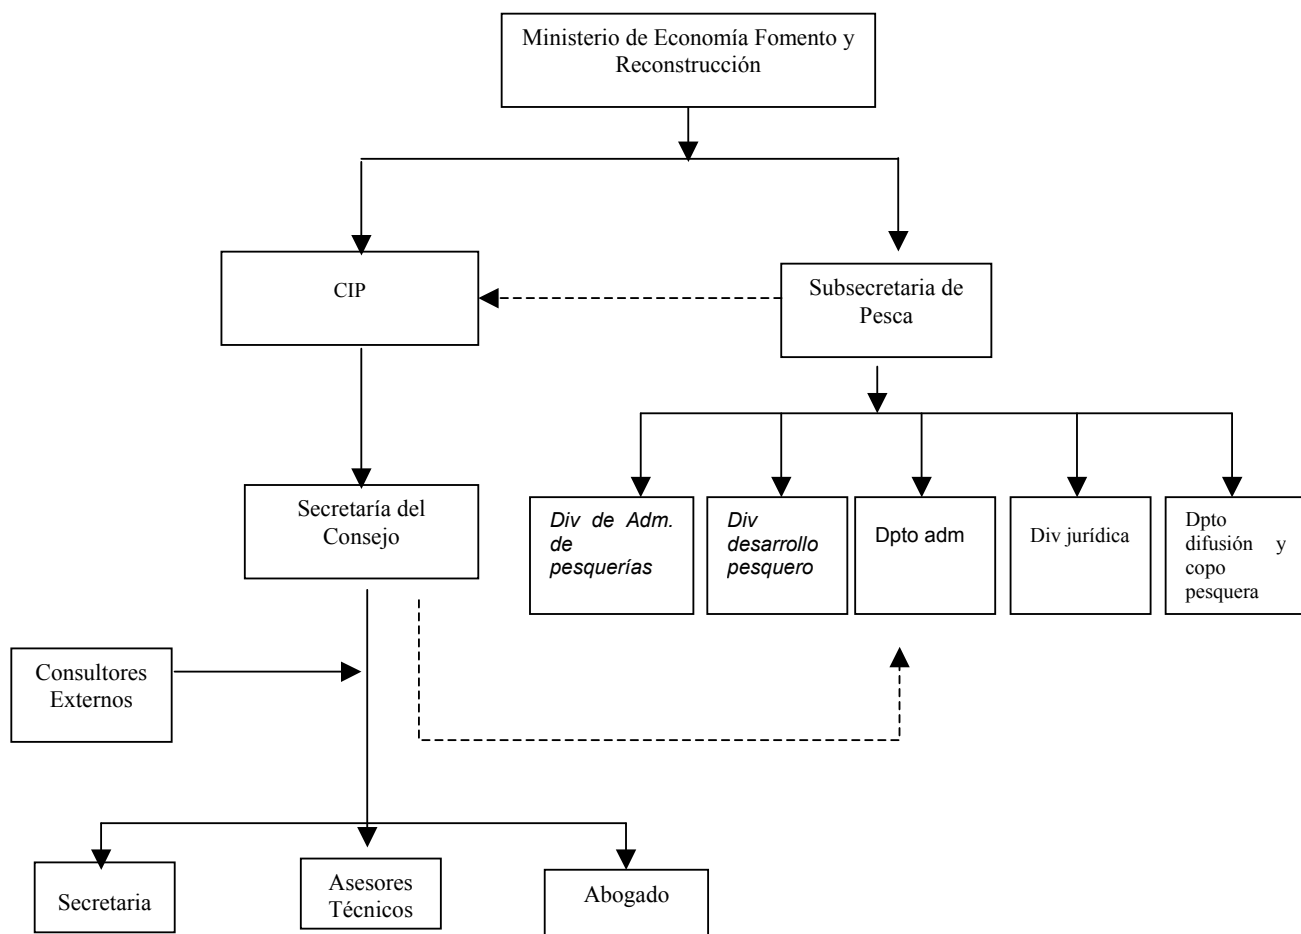 Ministerio de Economía Fomento y
Reconstrucción
CIP
Subsecretaria de
Pesca
Secretaría del
Consejo
Div de Adm.
de
pesquerías
Div
desarrollo
pesquero
Dpto adm
Div jurídica
Dpto
difusión y
copo
pesquera
Consultores
Externos
Secretaria
Asesores
Técnicos
Abogado